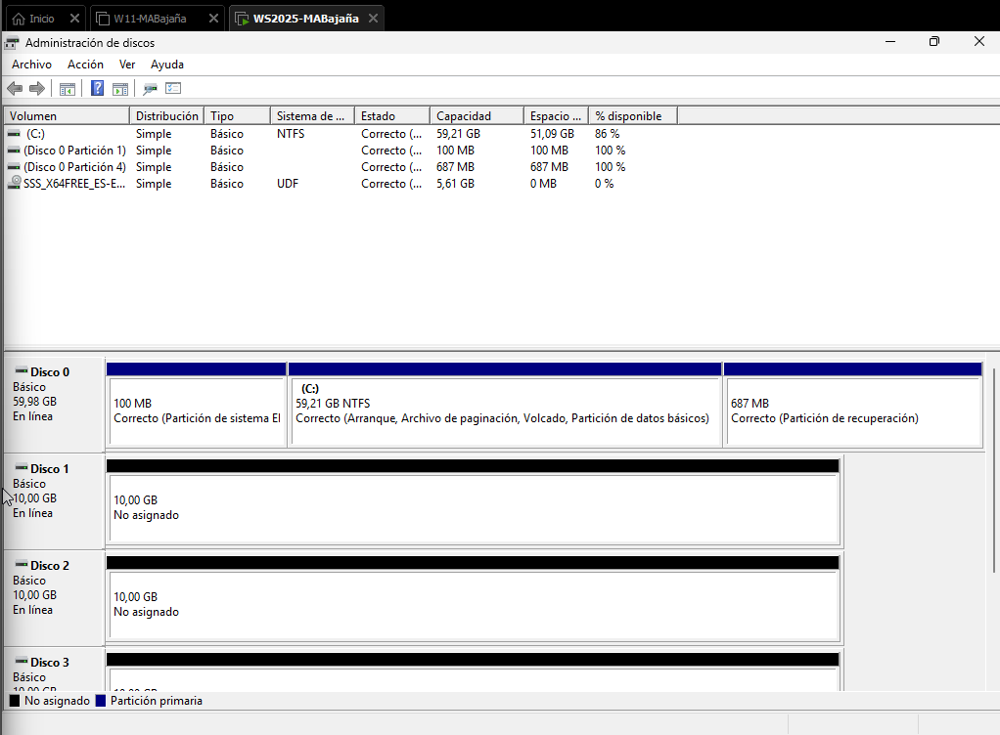 Inicio W11-MABajaña WS2025-MABajaña
Administración de discos
Archivo Acción Ver Ayuda
Volumen Distribución Tipo Sistema de ... Estado Capacidad Espacio ... % disponible
(C:) Simple Básico NTFS Correcto (... 59,21 GB 51,09 GB 86 %
(Disco 0 Partición 1) Simple Básico Correcto (... 100 MB 100 MB 100 %
(Disco 0 Partición 4) Simple Básico Correcto (... 687 MB 687 MB 100 %
SSS_X64FREE_ES-E... Simple Básico UDF Correcto (... 5,61 GB 0 MB 0 %
Disco 0
Básico
59,98 GB
En línea
100 MB
Correcto (Partición de sistema EI
(C:)
59,21 GB NTFS
Correcto (Arranque, Archivo de paginación, Volcado, Partición de datos básicos)
687 MB
Correcto (Partición de recuperación)
Disco 1
Básico
10,00 GB
En línea
10,00 GB
No asignado
Disco 2
Básico
10,00 GB
En línea
10,00 GB
No asignado
Disco 3
Básico
10,00 GB
10,00 GB
No asignado Partición primaria